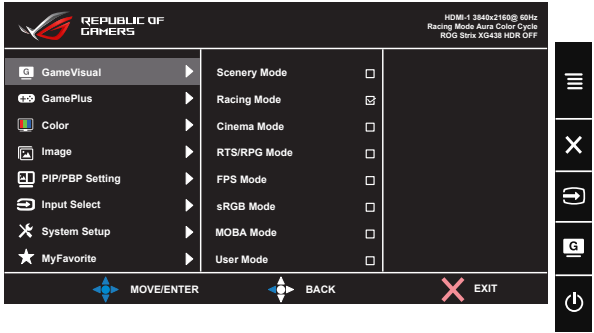 REPUBLIC OF
GAMERS
HDMI-1 3840x2160@ 60Hz
Racing Mode Aura Color Cycle
ROG Strix XG438 HDR OFF
G GameVisual
GamePlus
Color
Image
PIP/PBP Setting
Input Select
System Setup
MyFavorite
Scenery Mode
Racing Mode
Cinema Mode
RTS/RPG Mode
FPS Mode
sRGB Mode
MOBA Mode
User Mode
MOVE/ENTER
BACK
EXIT
G